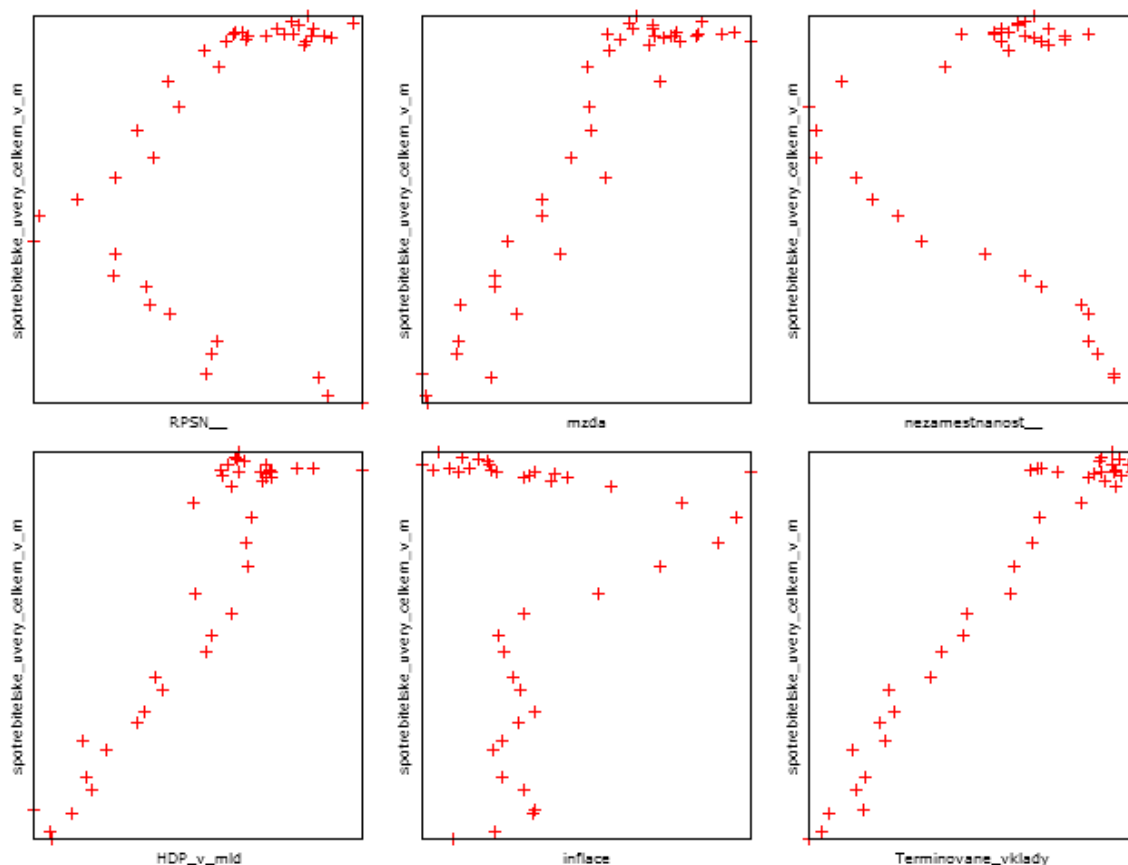 spotrebitelske_uvery_celkem_v_m
RPSN__
spotrebitelske_uvery_celkem_v_m
mzda
spotrebitelske_uvery_celkem_v_m
nezamestnanost__
spotrebitelske_uvery_celkem_v_m
HDP_v_mld
spotrebitelske_uvery_celkem_v_m
inflace
spotrebitelske_uvery_celkem_v_m
Terminovane_vklady